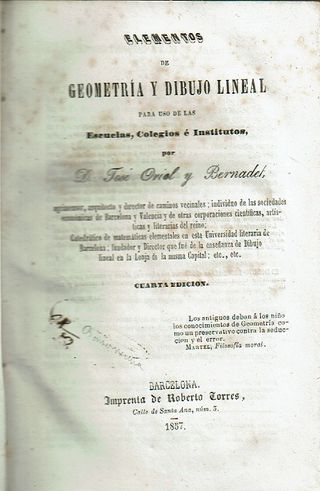 ELEMENTOS
DE
GEOMETRÍA Y DIBUJO LINEAL
PARA USO DE LAS
Escuelas, Colegios é Institutos,
por
D. José Oriol y Bernadet,
agrimensor, arquitecto y director de caminos vecinales; individuo de las sociedades
económicas de Barcelona y Valencia y de otras corporaciones científicas, artís-
ticas y literarias del reino;
Catedrático de matemáticas elementales en esta Universidad literaria de
Barcelona; fundador y Director que fué de la enseñanza de Dibujo
lineal en la Lonja de la misma Capital; etc., etc.
CUARTA EDICION.
Los antiguos daban á los niño
los conocimientos de Geometría co-
mo un preservativo contra la seduc-
cion y el error.
MARTEL, Filosofía moral.
BARCELONA.
Imprenta de Roberto Torres,
Calle de Santa Ana, núm. 3.
1857.